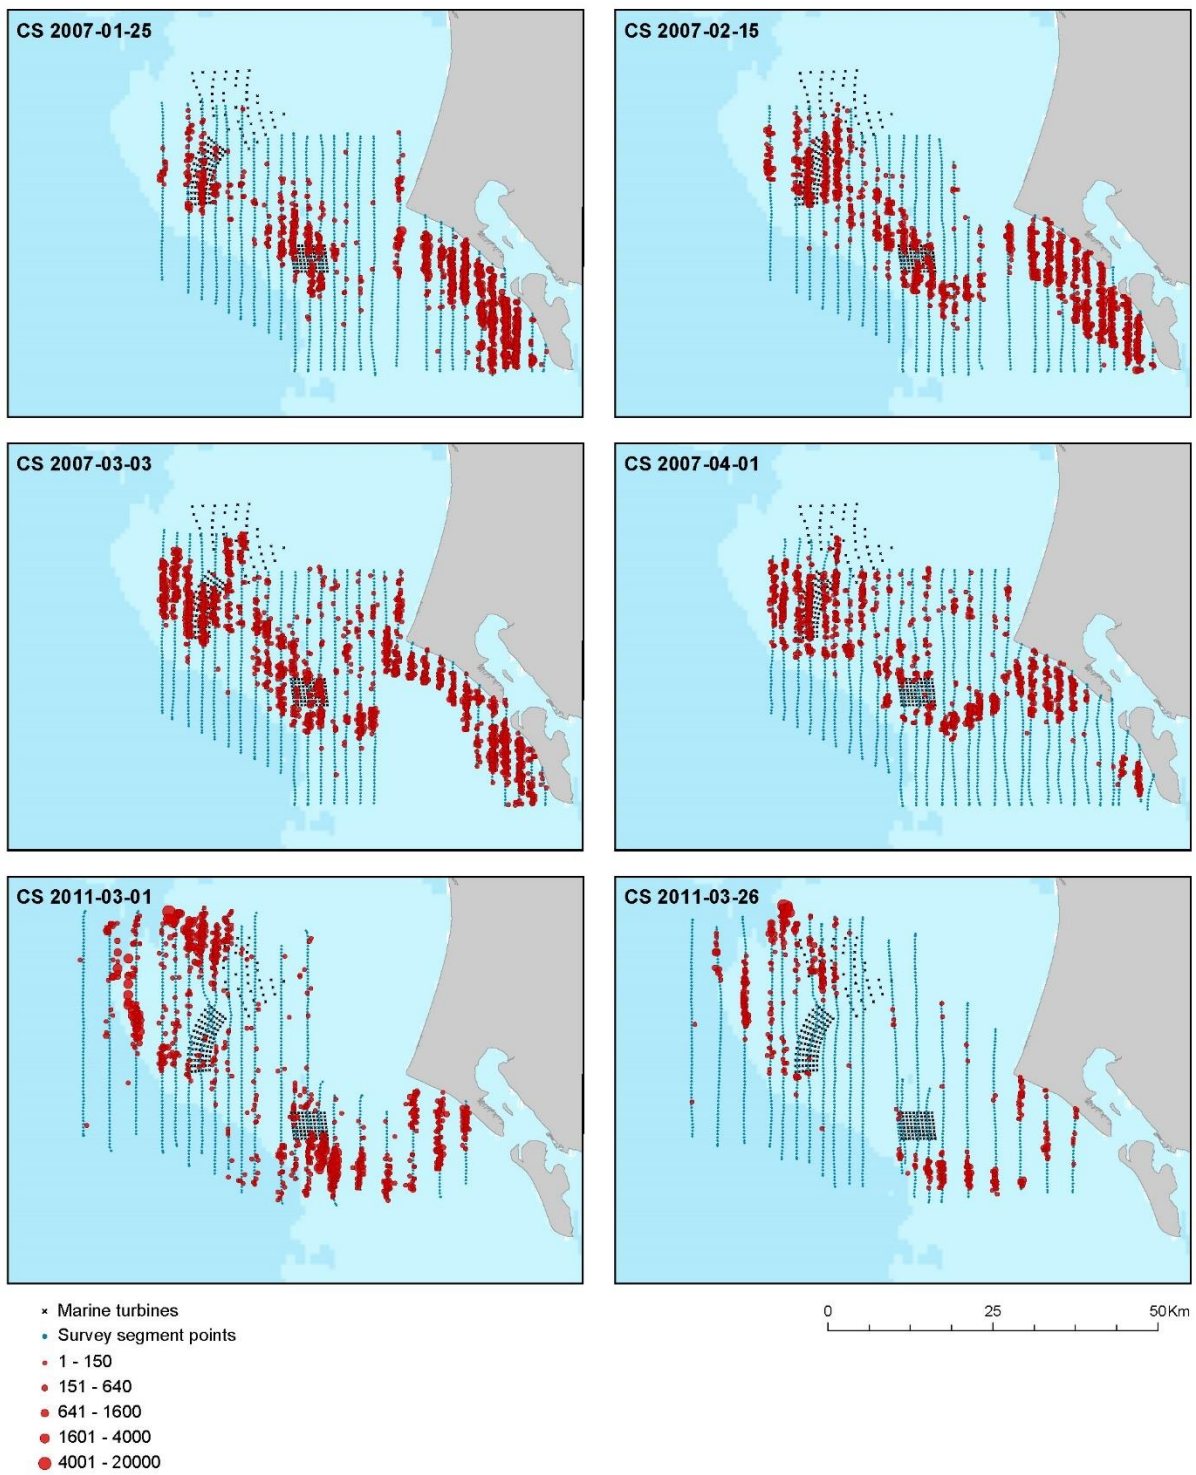 CS 2007-01-25
CS 2007-02-15
CS 2007-03-03
CS 2007-04-01
CS 2011-03-01
CS 2011-03-26
Marine turbines
Survey segment points
1 - 150
151 - 640
641 - 1600
1601 - 4000
4001 - 20000
0 25 50Km